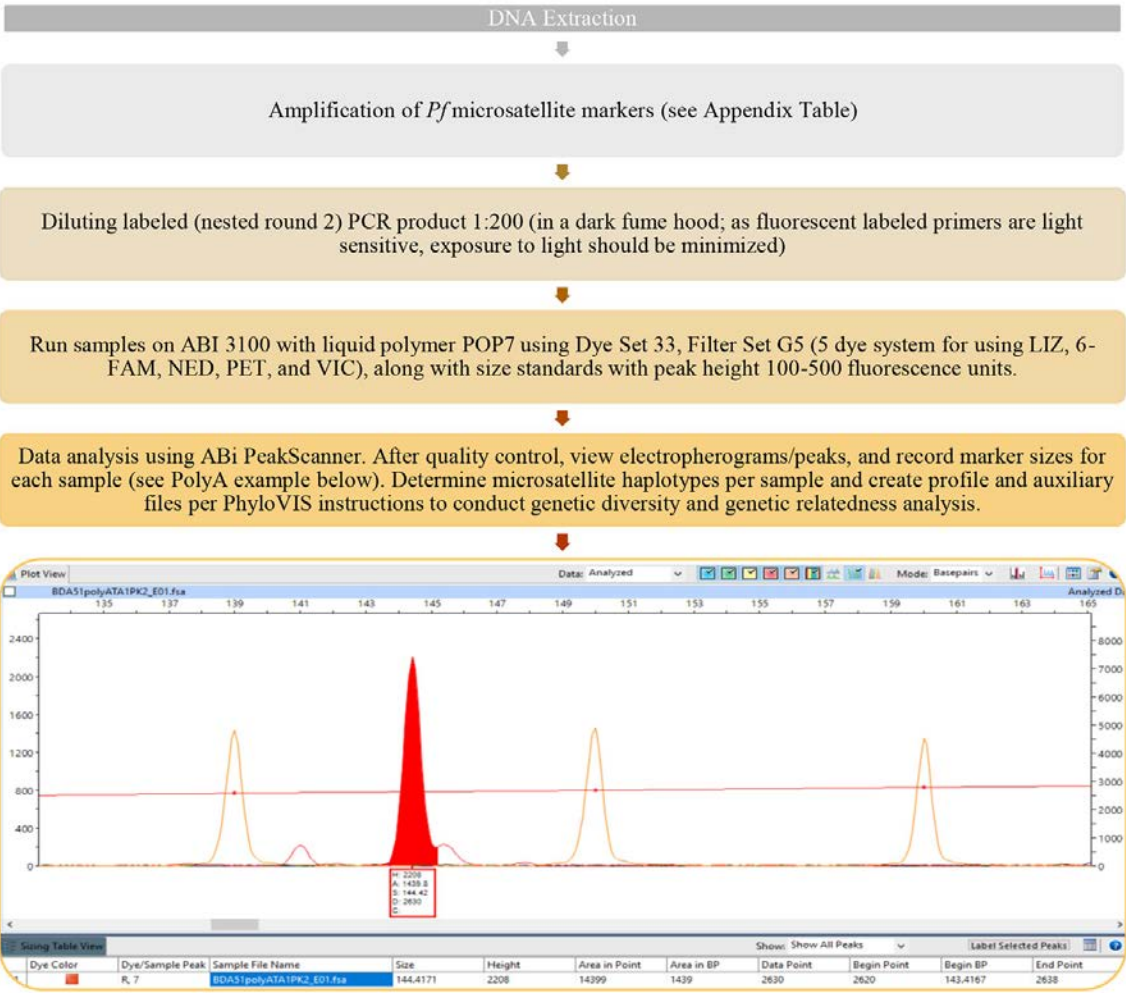 DNA Extraction
Amplification of Pf microsatellite markers (see Appendix Table)
Diluting labeled (nested round 2) PCR product 1:200 (in a dark fume hood; as fluorescent labeled primers are light
sensitive, exposure to light should be minimized)
Run samples on ABI 3100 with liquid polymer POP7 using Dye Set 33, Filter Set G5 (5 dye system for using LIZ, 6-
FAM, NED, PET, and VIC), along with size standards with peak height 100-500 fluorescence units.
Data analysis using ABi PeakScanner. After quality control, view electropherograms/peaks, and record marker sizes for
each sample (see PolyA example below). Determine microsatellite haplotypes per sample and create profile and auxiliary
files per PhyloVIS instructions to conduct genetic diversity and genetic relatedness analysis.
Plot View Data: Analyzed Mode: Basepairs
BDA51polyATA1PK2_E01.fsa Analyzed Da
135 137 139 141 143 145 147 149 151 153 155 157 159 161 163 165
2400 8000
2000 7000
6000
1600 5000
1200 4000
800 3000
2000
400 1000
0 0
H: 2208
A: 1439.8
S: 144.42
D: 2630
C:
Sizing Table View Show: Show All Peaks Label Selected Peaks
Dye Color Dye/Sample Peak Sample File Name Size Height Area in Point Area in BP Data Point Begin Point Begin BP End Point
R, 7 BDA51polyATA1PK2_E01.fsa 144.4171 2208 14399 1439 2630 2620 143.4167 2638